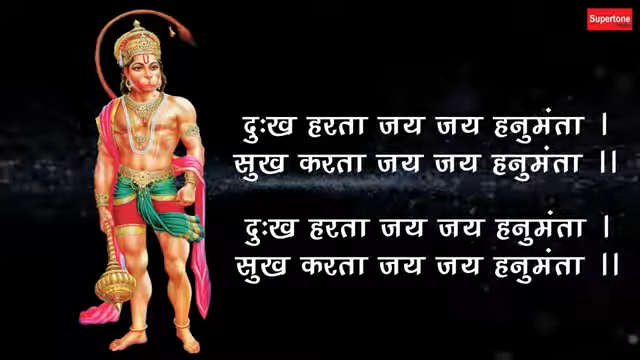 Supertone
दुःख हरता जय जय हनुमंता ।
सुख करता जय जय हनुमंता ।।
दुःख हरता जय जय हनुमंता ।
सुख करता जय जय हनुमंता ।।